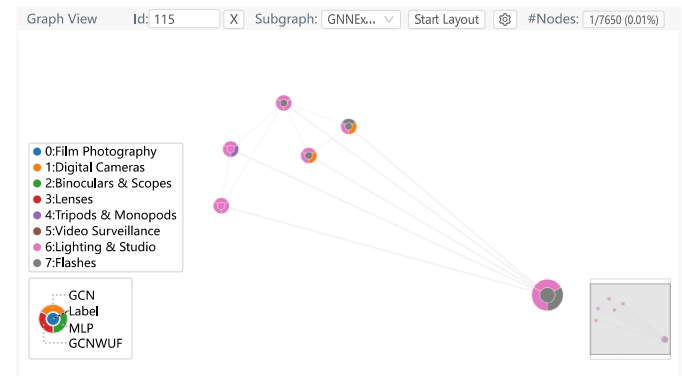 Graph View Id: 115 X Subgraph: GNNEx... Start Layout #Nodes: 1/7650 (0.01%)
0:Film Photography
1:Digital Cameras
2:Binoculars & Scopes
3:Lenses
4:Tripods & Monopods
5:Video Surveillance
6:Lighting & Studio
7:Flashes
GCN
Label
MLP
GCNWUF